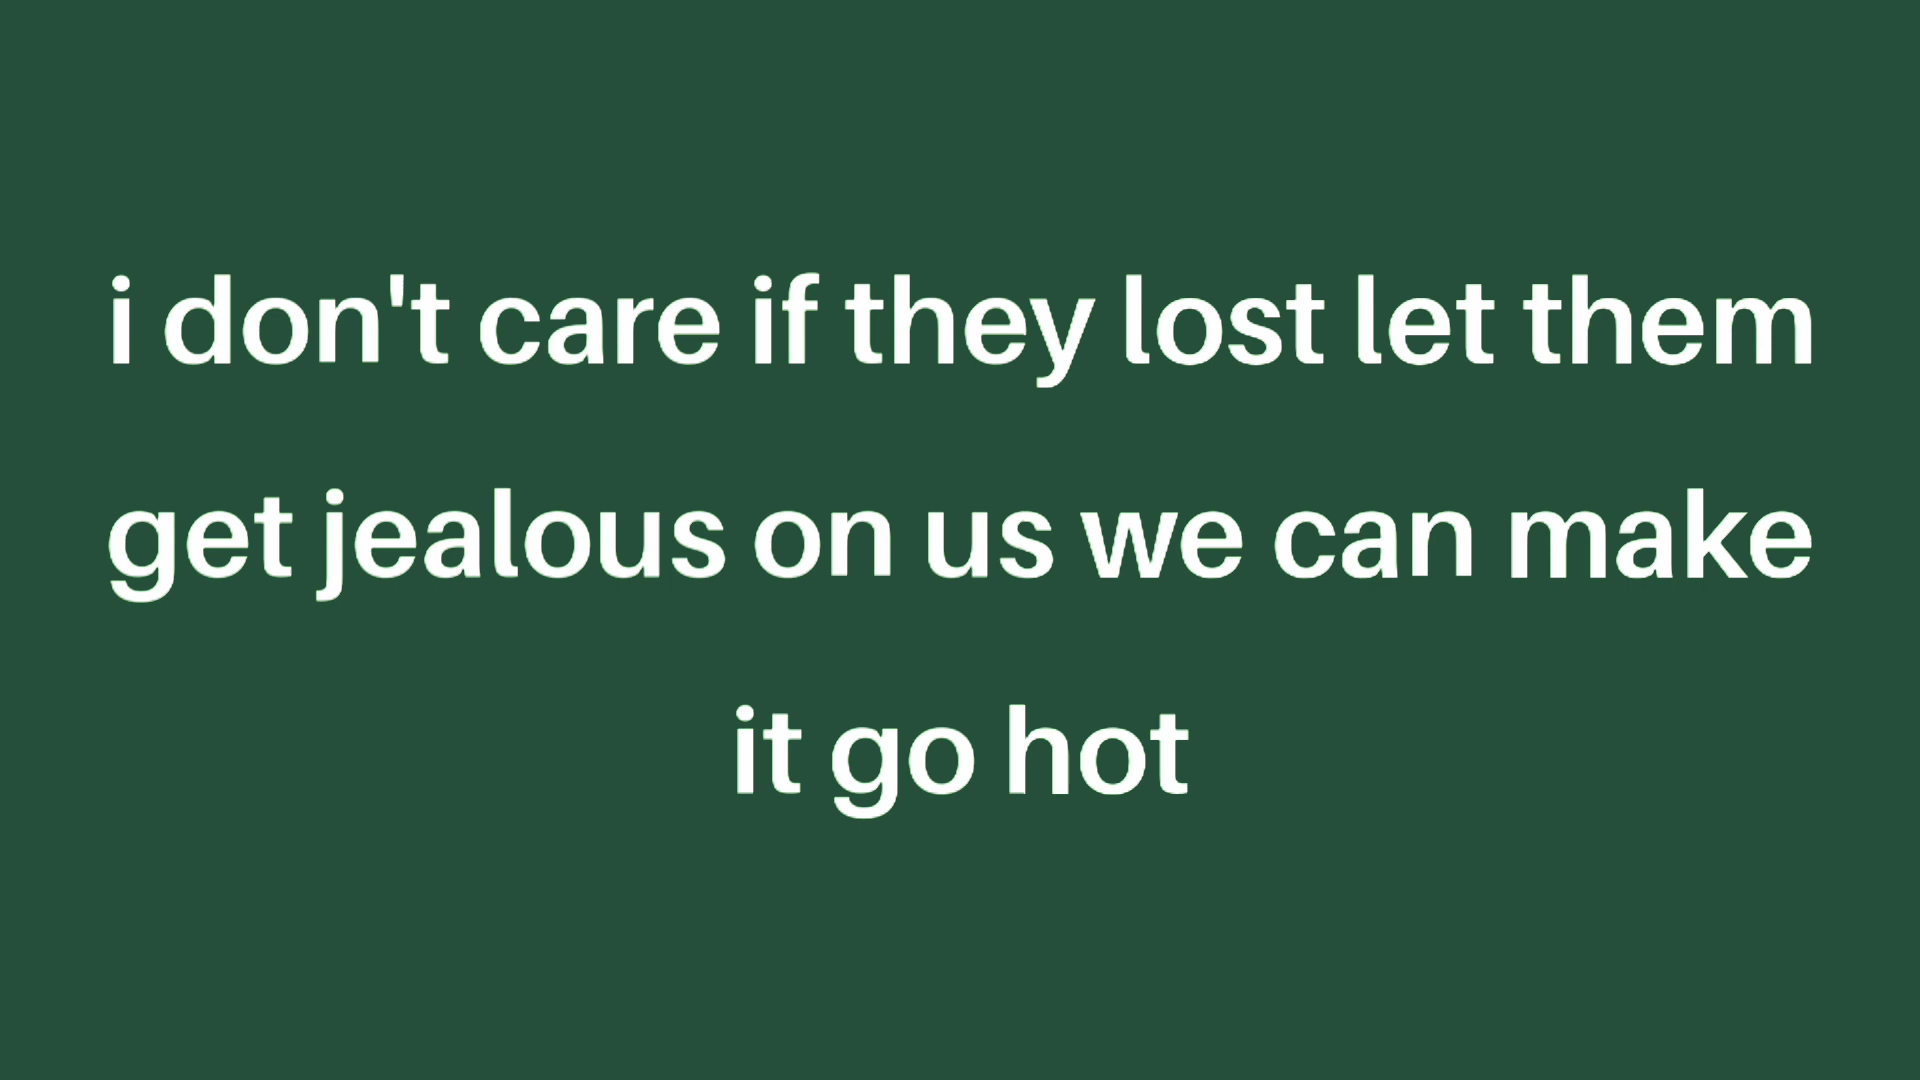 i don't care if they lost let them
get jealous on us we can make
it go hot